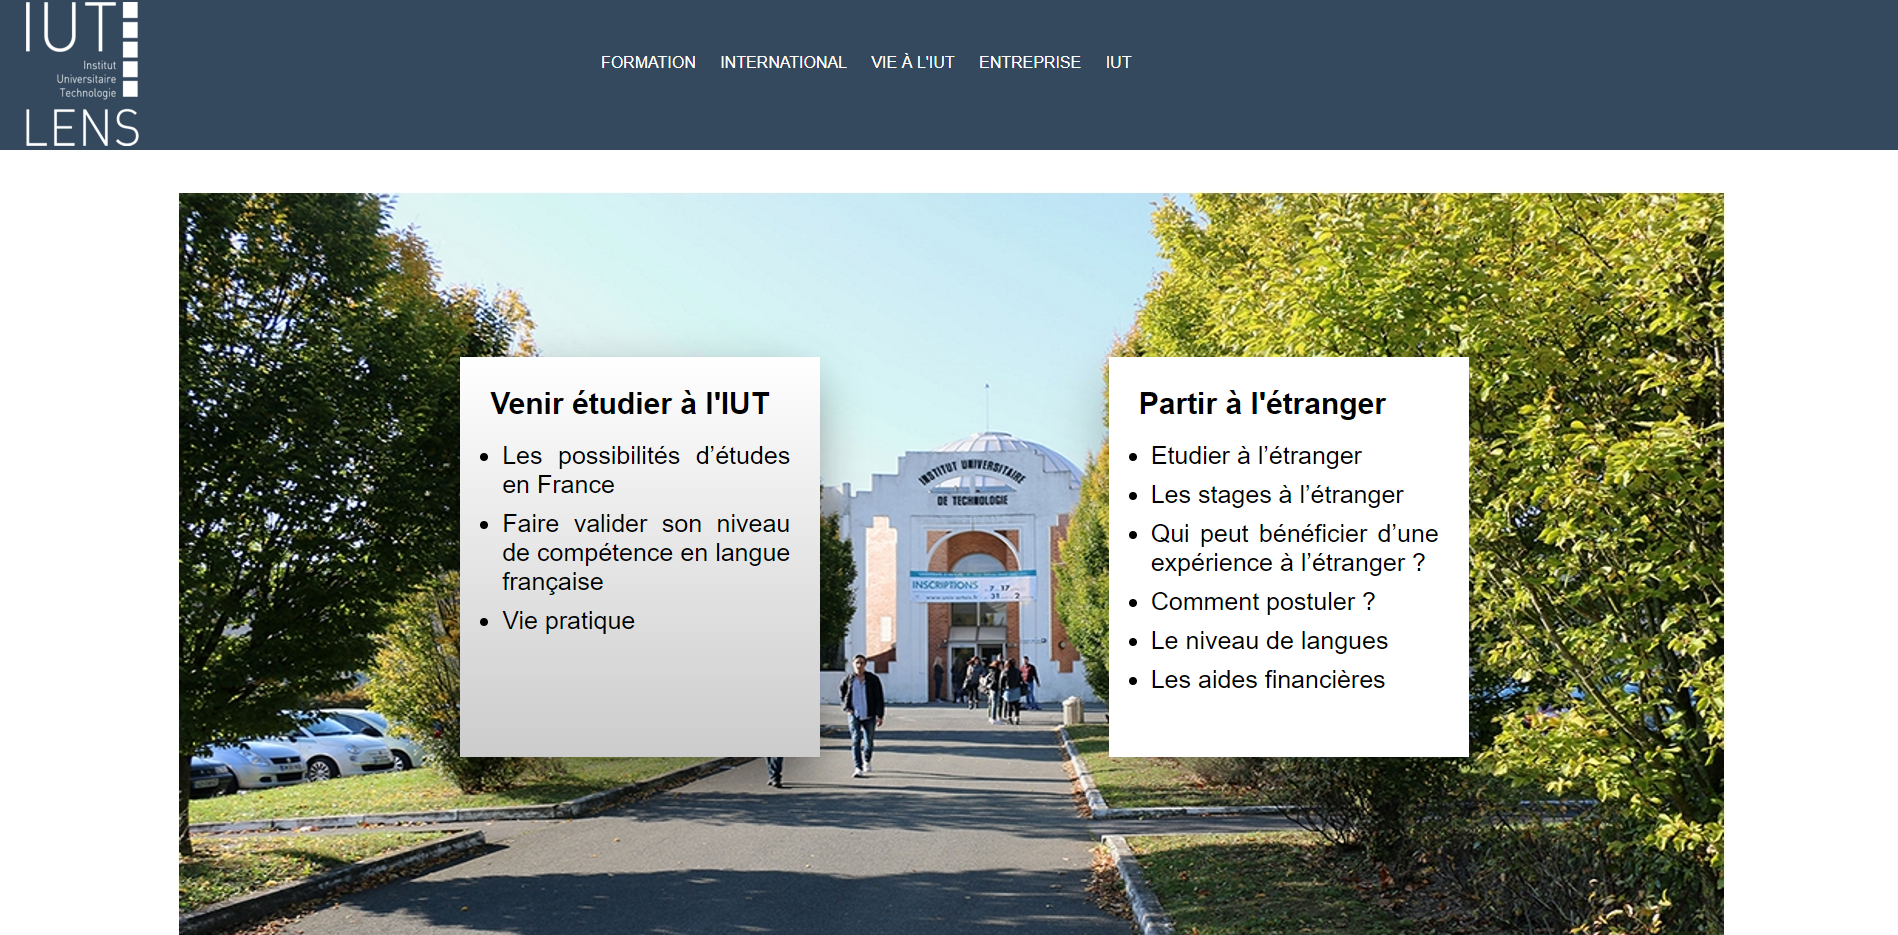 IUT
Institut
Universitaire
Technologie
LENS
FORMATION INTERNATIONAL VIE À L'IUT ENTREPRISE IUT
Venir étudier à l'IUT
Les possibilités d’études
en France
Faire valider son niveau
de compétence en langue
française
Vie pratique
INSTITUT UNIVERSITAIRE
DE TECHNOLOGIE
INSCRIPTIONS
Partir à l'étranger
Etudier à l’étranger
Les stages à l’étranger
Qui peut bénéficier d’une
expérience à l’étranger ?
Comment postuler ?
Le niveau de langues
Les aides financières